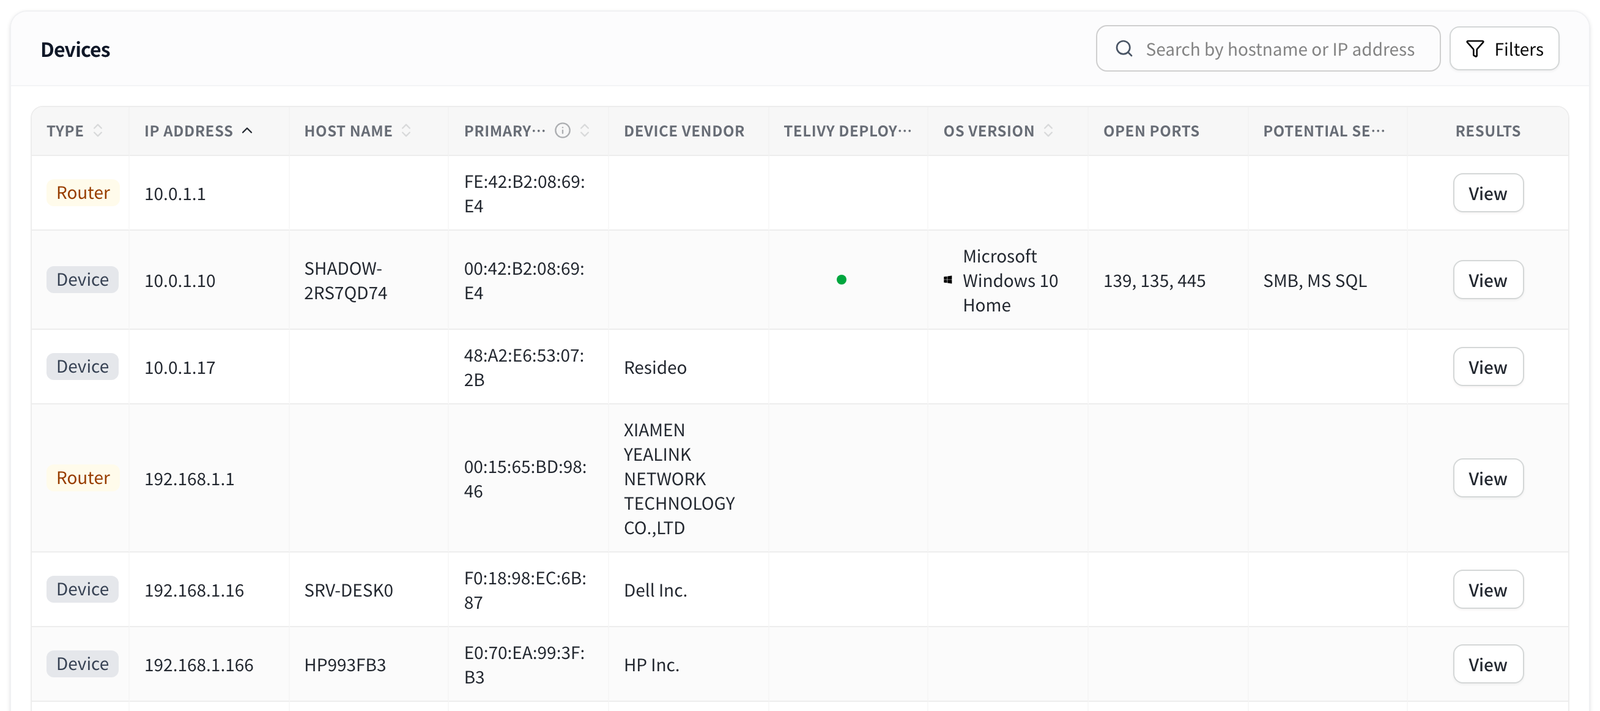 Devices
Search by hostname or IP address
Filters
TYPE
IP ADDRESS
HOST NAME
PRIMARY···
DEVICE VENDOR
TELIVY DEPLOY···
OS VERSION
OPEN PORTS
POTENTIAL SE···
RESULTS
Router
10.0.1.1
FE:42:B2:08:69:
E4
View
Device
10.0.1.10
SHADOW-
2RS7QD74
00:42:B2:08:69:
E4
Microsoft
Windows 10
Home
139, 135, 445
SMB, MS SQL
View
Device
10.0.1.17
48:A2:E6:53:07:
2B
Resideo
View
Router
192.168.1.1
00:15:65:BD:98:
46
XIAMEN
YEALINK
NETWORK
TECHNOLOGY
CO.,LTD
View
Device
192.168.1.16
SRV-DESK0
F0:18:98:EC:6B:
87
Dell Inc.
View
Device
192.168.1.166
HP993FB3
E0:70:EA:99:3F:
B3
HP Inc.
View